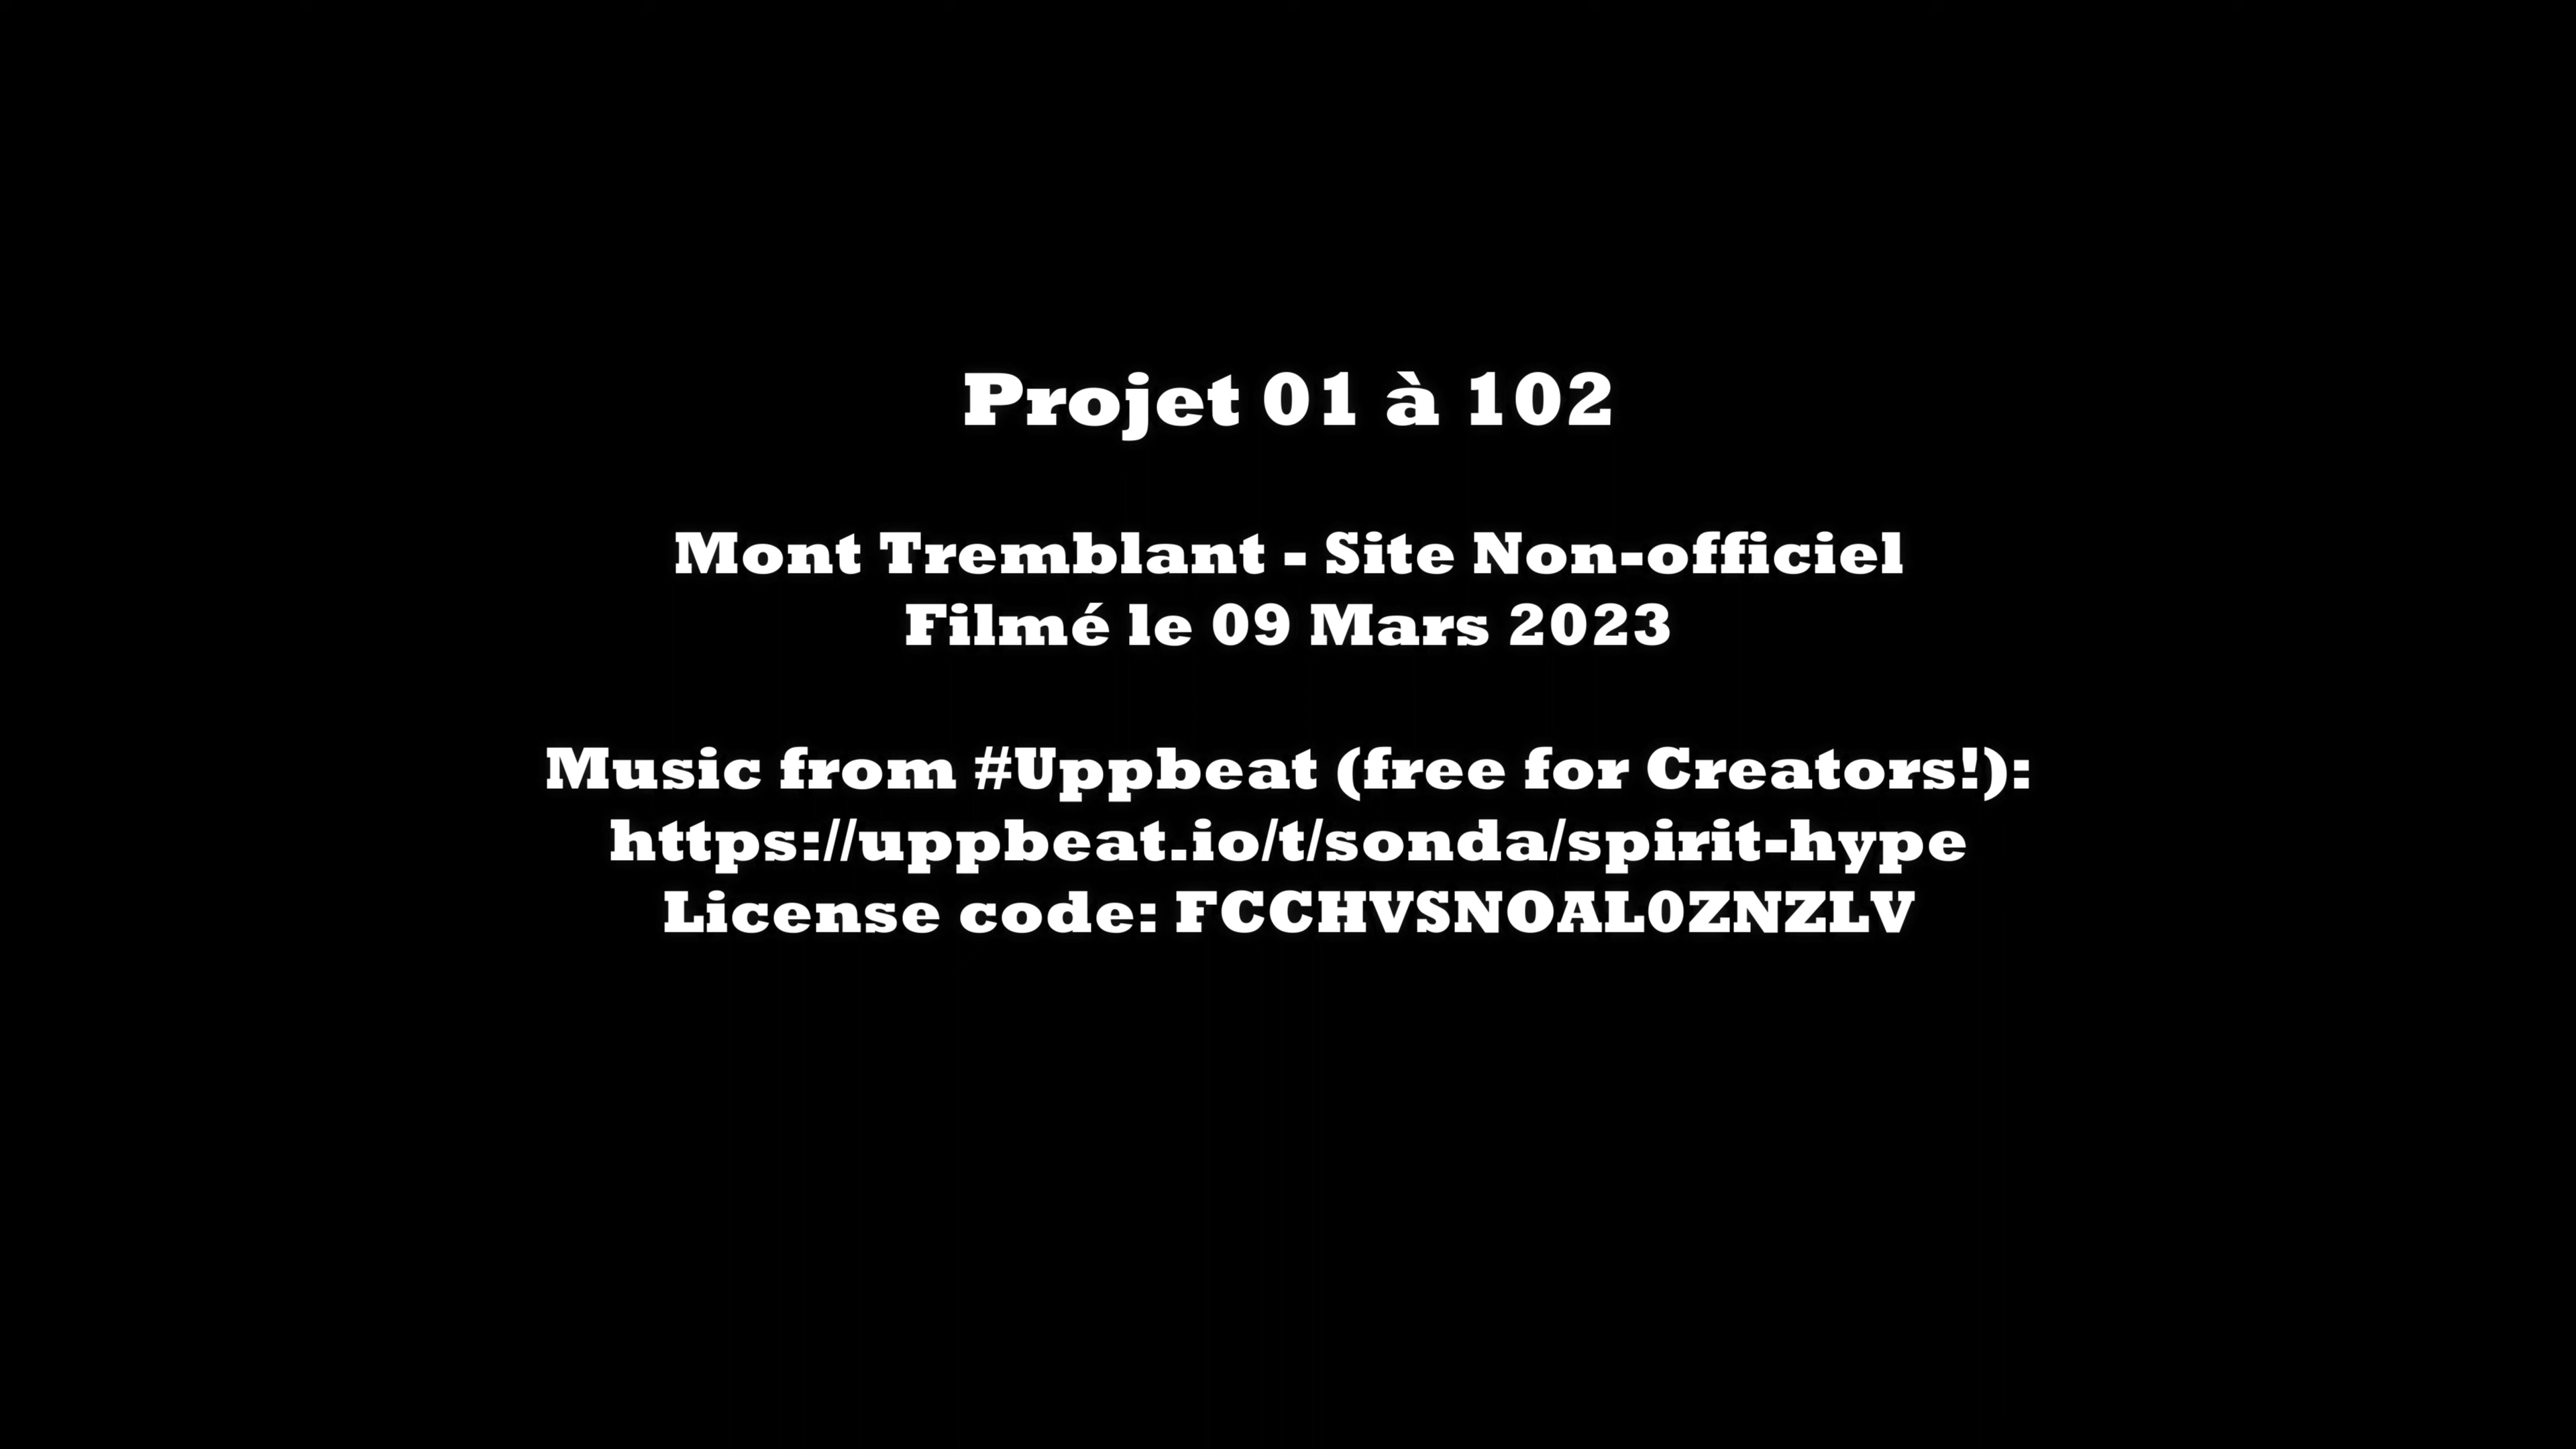 Projet 01 à 102
Mont Tremblant - Site Non-officiel
Filmé le 09 Mars 2023
Music from #Uppbeat (free for Creators!):
https://uppbeat.io/t/sonda/spirit-hype
License code: FCCHVSNOAL0ZNZLV